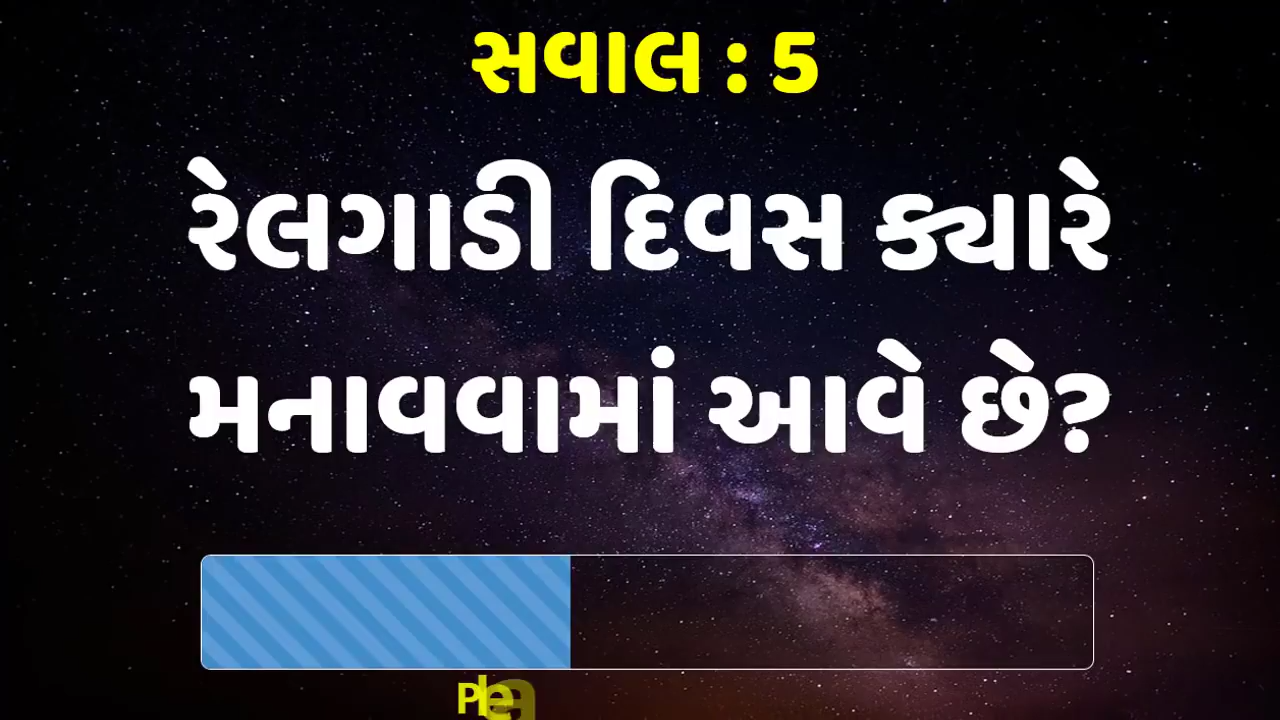 સવાલ : 5
રેલગાડી દિવસ ક્યારે
મનાવવામાં આવે છે?